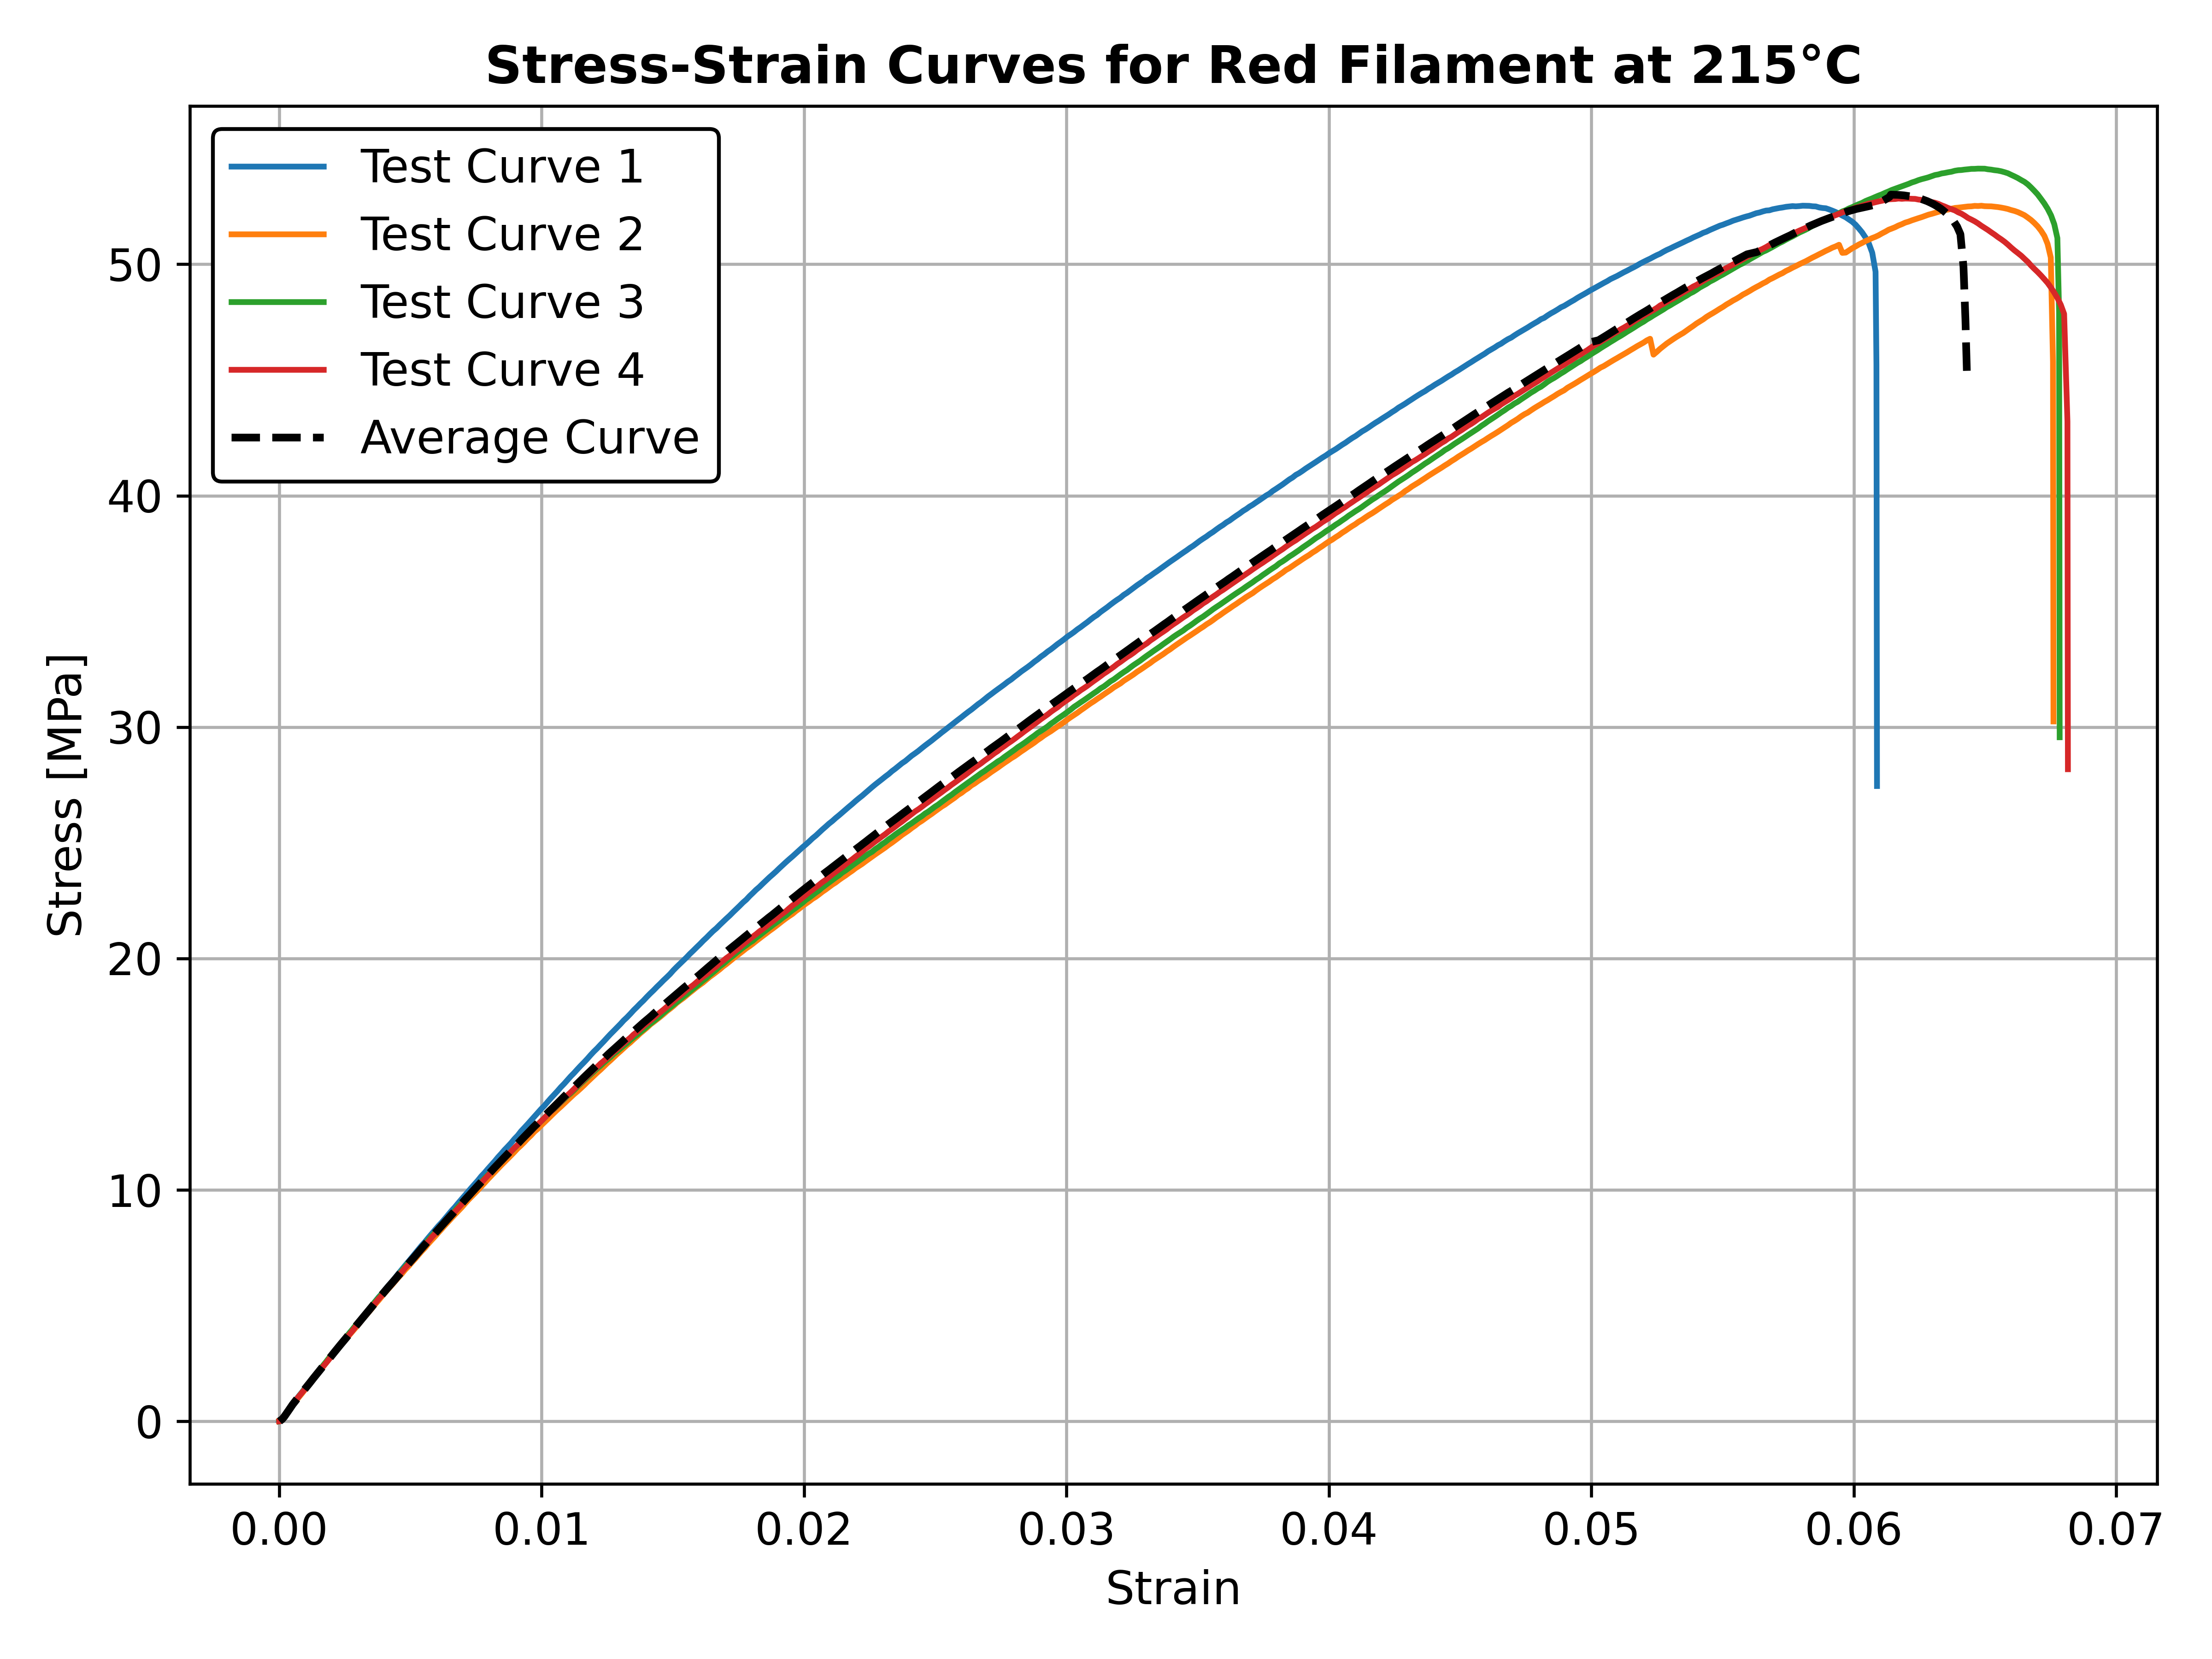 Stress-Strain Curves for Red Filament at 215°C
Test Curve 1
Test Curve 2
Test Curve 3
Test Curve 4
Average Curve
Stress [MPa]
50
40
30
20
10
0
0.00 0.01 0.02 0.03 0.04 0.05 0.06 0.07
Strain